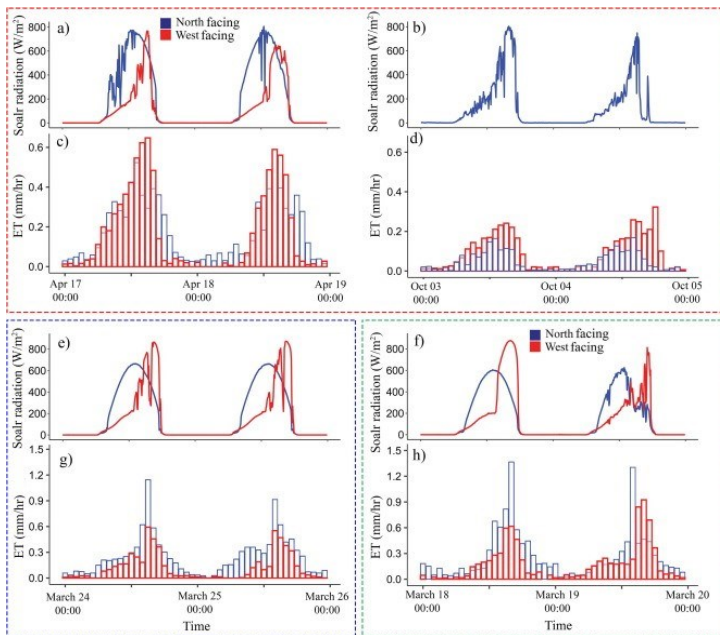 North facing
West facing
a)
b)
Soalr radiation (W/m²)
800
600
400
200
0
Soalr radiation (W/m²)
800
600
400
200
0
c)
d)
ET (mm/hr)
0.6
0.4
0.2
0.0
ET (mm/hr)
0.6
0.4
0.2
0.0
Apr 17
00:00
Apr 18
00:00
Apr 19
00:00
Oct 03
00:00
Oct 04
00:00
Oct 05
00:00
e)
Soalr radiation (W/m²)
800
600
400
200
0
f)
North facing
West facing
Soalr radiation (W/m²)
800
600
400
200
0
g)
ET (mm/hr)
1.5
1.2
0.9
0.6
0.3
0.0
h)
ET (mm/hr)
1.5
1.2
0.9
0.6
0.3
0.0
March 24
00:00
March 25
00:00
March 26
00:00
Time
March 18
00:00
March 19
00:00
March 20
00:00
Time